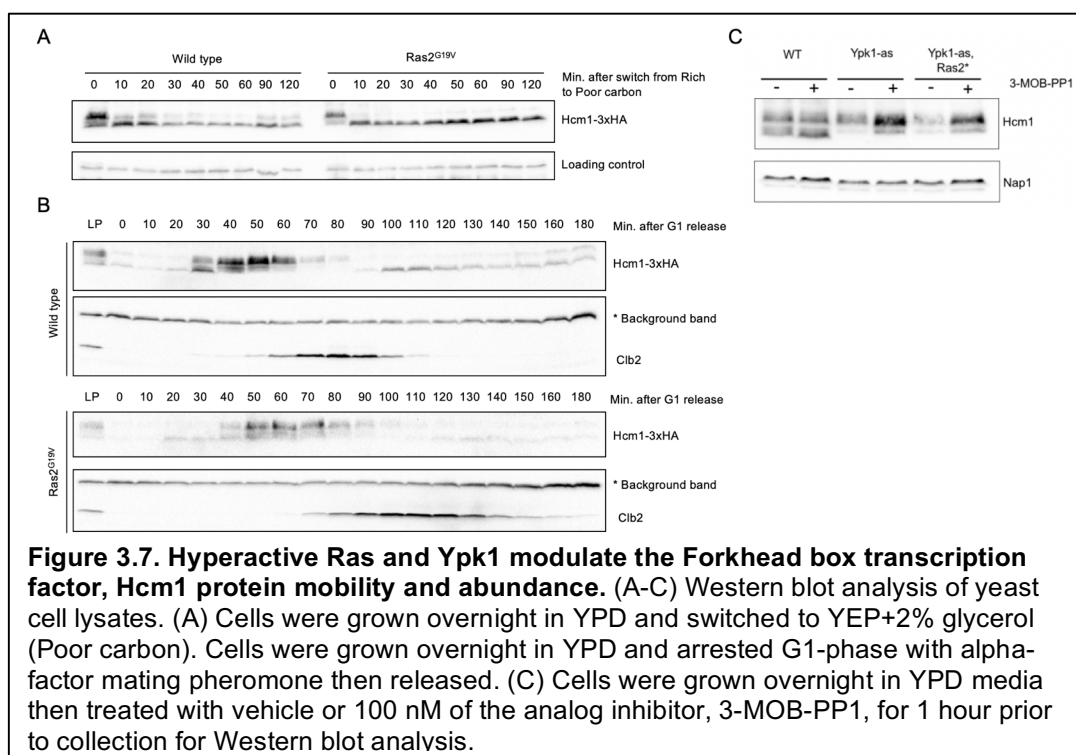 A
Wild type
Ras2G19V
0 10 20 30 40 50 60 90 120 0 10 20 30 40 50 60 90 120
Min. after switch from Rich
to Poor carbon
Hcm1-3xHA
Loading control
C
WT
Ypk1-as
Ypk1-as,
Ras2*
- + - + - +
3-MOB-PP1
Hcm1
Nap1
B
LP 0 10 20 30 40 50 60 70 80 90 100 110 120 130 140 150 160 180 Min. after G1 release
Hcm1-3xHA
Wild type
* Background band
Clb2
LP 0 10 20 30 40 50 60 70 80 90 100 110 120 130 140 150 160 180 Min. after G1 release
Hcm1-3xHA
Ras2G19V
* Background band
Clb2
Figure 3.7. Hyperactive Ras and Ypk1 modulate the Forkhead box transcription
factor, Hcm1 protein mobility and abundance. (A-C) Western blot analysis of yeast
cell lysates. (A) Cells were grown overnight in YPD and switched to YEP+2% glycerol
(Poor carbon). Cells were grown overnight in YPD and arrested G1-phase with alpha-
factor mating pheromone then released. (C) Cells were grown overnight in YPD media
then treated with vehicle or 100 nM of the analog inhibitor, 3-MOB-PP1, for 1 hour prior
to collection for Western blot analysis.